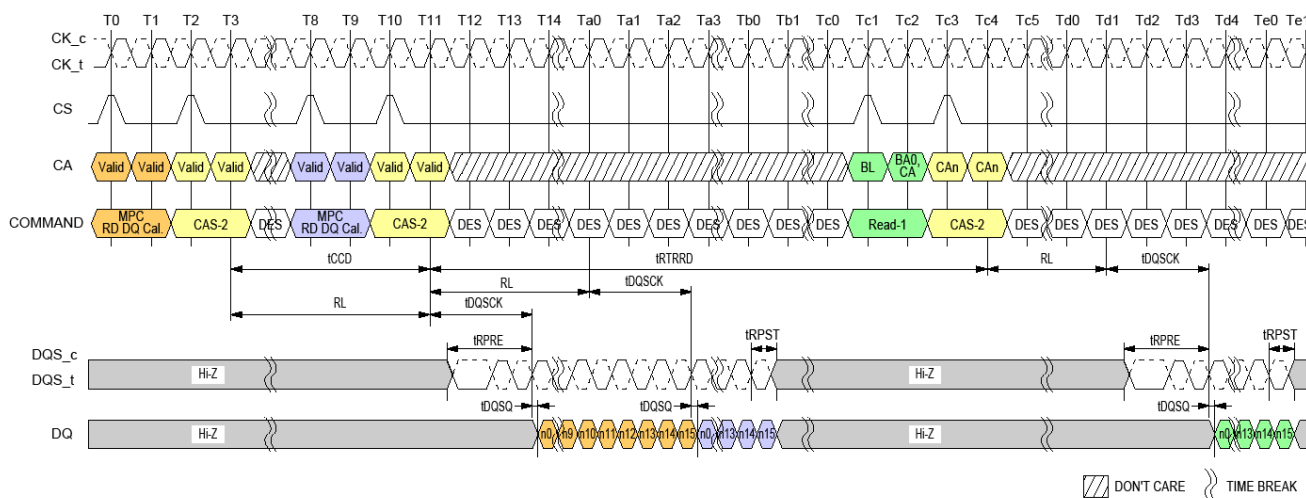 T0 T1 T2 T3 T8 T9 T10 T11 T12 T13 T14 Ta0 Ta1 Ta2 Ta3 Tb0 Tb1 Tc0 Tc1 Tc2 Tc3 Tc4 Tc5 Td0 Td1 Td2 Td3 Td4 Te0 Te1
CK_c
CK_t
CS
CA Valid Valid Valid Valid Valid Valid Valid Valid BL BA0, CA CAn CAn
COMMAND MPC RD DQ Cal. CAS-2 DES MPC RD DQ Cal. CAS-2 DES DES DES DES DES DES DES DES DES DES Read-1 CAS-2 DES DES DES DES DES DES DES DES
tCCD tRTRRD RL tDQSCK
RL tDQSCK
RL tDQSCK
tRPRE tRPST tRPRE tRPST
DQS_c
DQS_t Hi-Z Hi-Z
tDQSQ tDQSQ tDQSQ
DQ Hi-Z n0 n9 n10 n11 n12 n13 n14 n15 n0 n13 n14 n15 Hi-Z n0 n13 n14 n15
DON'T CARE TIME BREAK